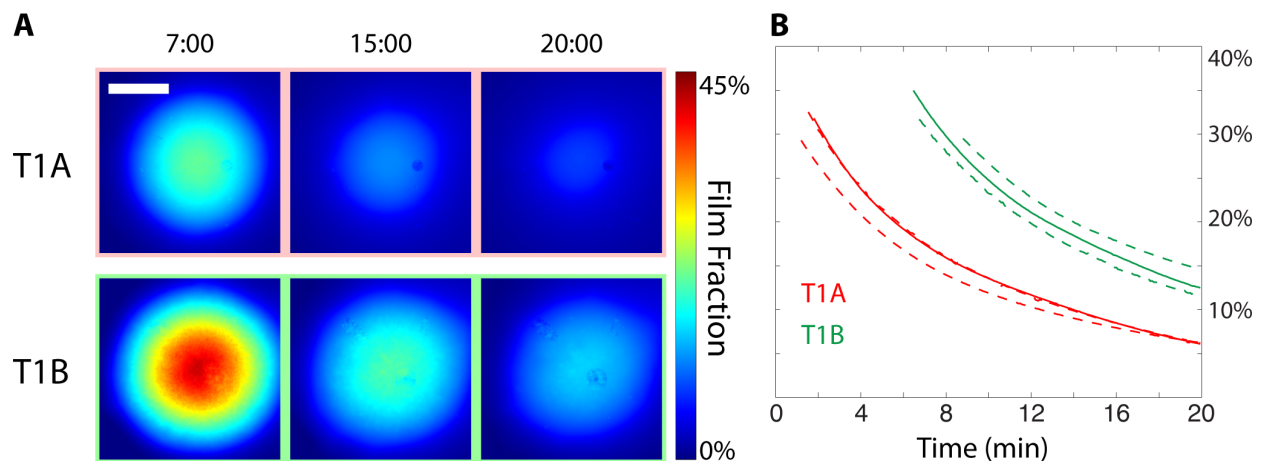 A
7:00 15:00 20:00
T1A
T1B
45%
Film Fraction
0%
B
40%
30%
20%
10%
T1A
T1B
0 4 8 12 16 20
Time (min)